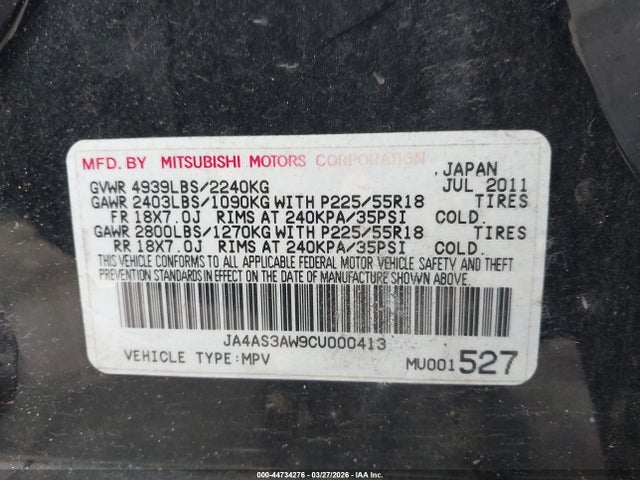 MFD. BY MITSUBISHI MOTORS CORPORATION , JAPAN
GVWR 4939LBS/2240KG JUL 2011
GAWR 2403LBS/1090KG WITH P225/55R18 TIRES
FR 18X7.0J RIMS AT 240KPA/35PSI COLD.
GAWR 2800LBS/1270KG WITH P225/55R18 TIRES
RR 18X7.0J RIMS AT 240KPA/35PSI COLD.
THIS VEHICLE CONFORMS TO ALL APPLICABLE FEDERAL MOTOR VEHICLE SAFETY AND THEFT
PREVENTION STANDARDS IN EFFECT ON THE DATE OF MANUFACTURE SHOWN ABOVE.
JA4AS3AW9CU000413
VEHICLE TYPE:MPV MU001527
000-44734276 - 03/27/2026 - IAAI Inc.